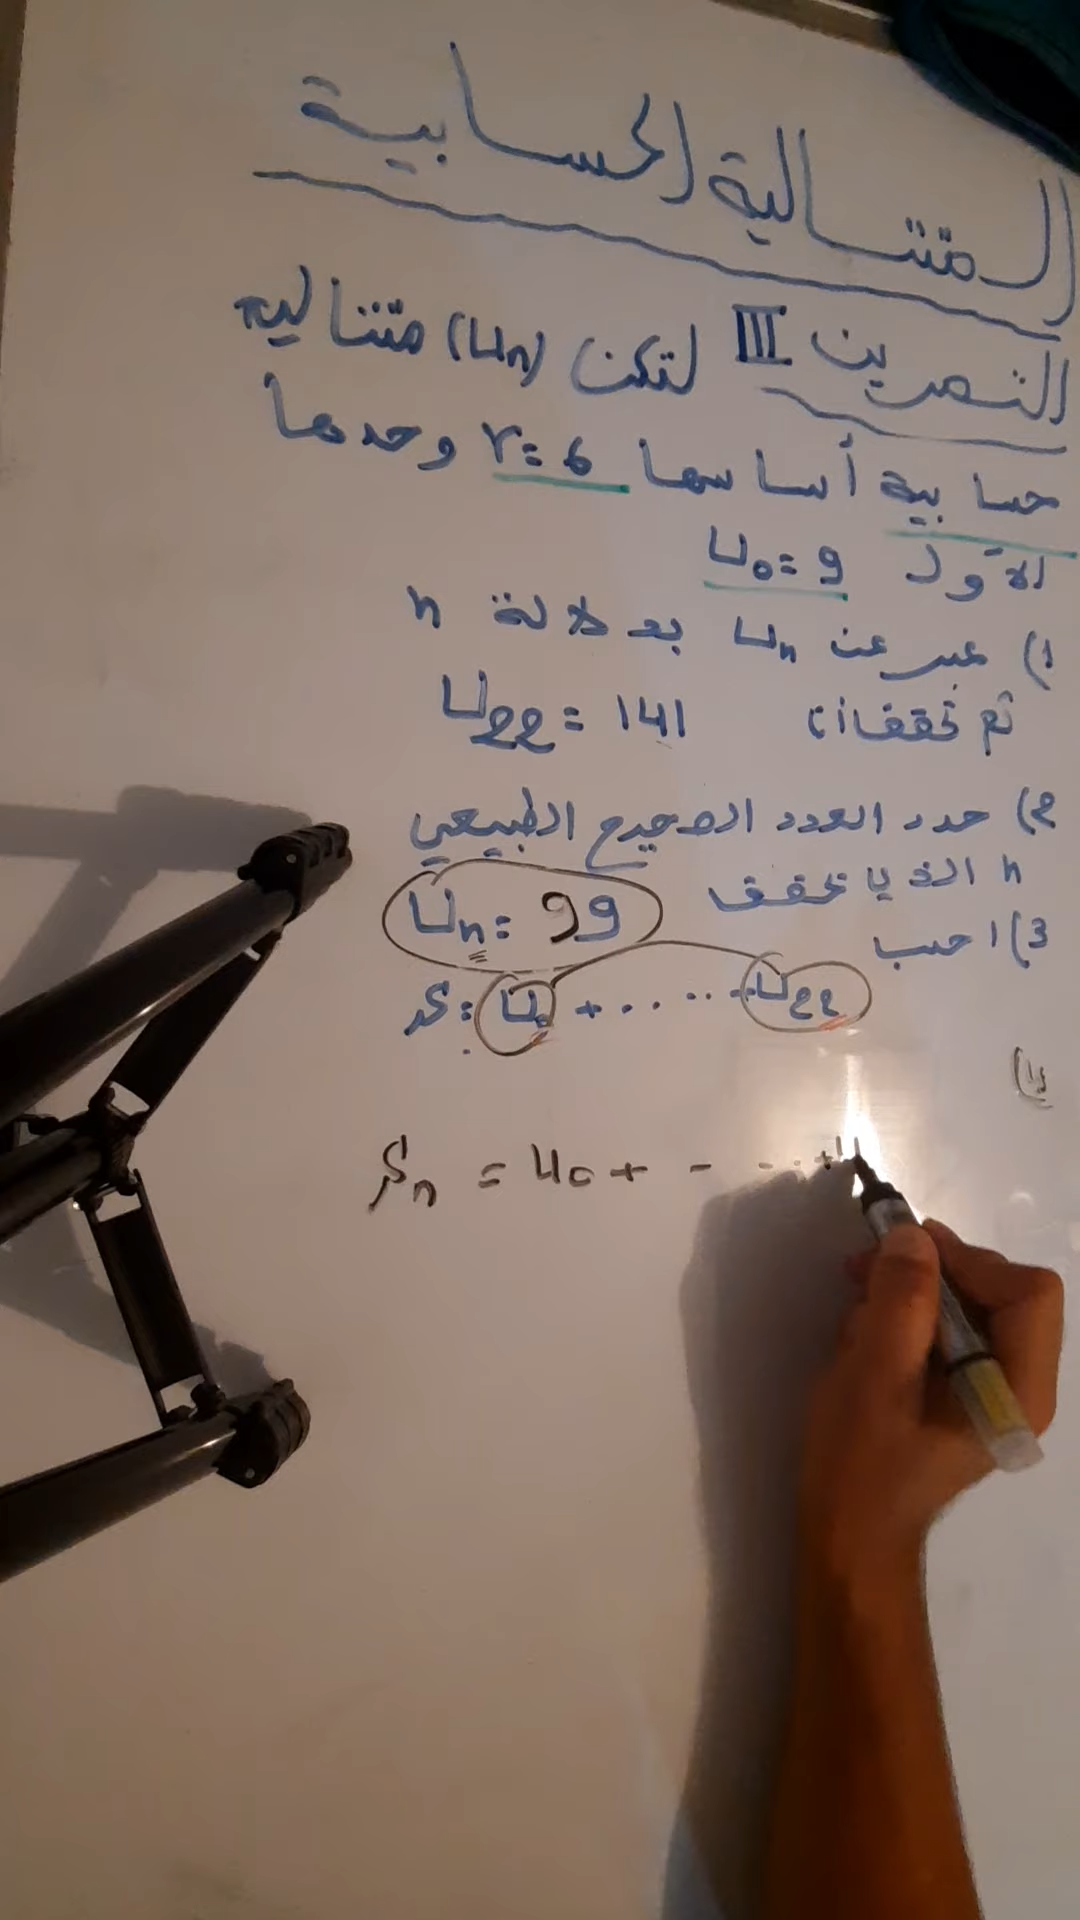 المتتالية الحسابية
التمرين III لتكن (Un) متتالية
حسابية أساسها r=6 وحدها
الأول U0=9
1) عبر عن Un بدلالة n
ثم تحقق أن U22=141
2) حدد العدد الصحيح الطبيعي
n الذي يحقق Un=99
3) احسب
S=U0+.....+U22
Sn = U0+ - - ..+U